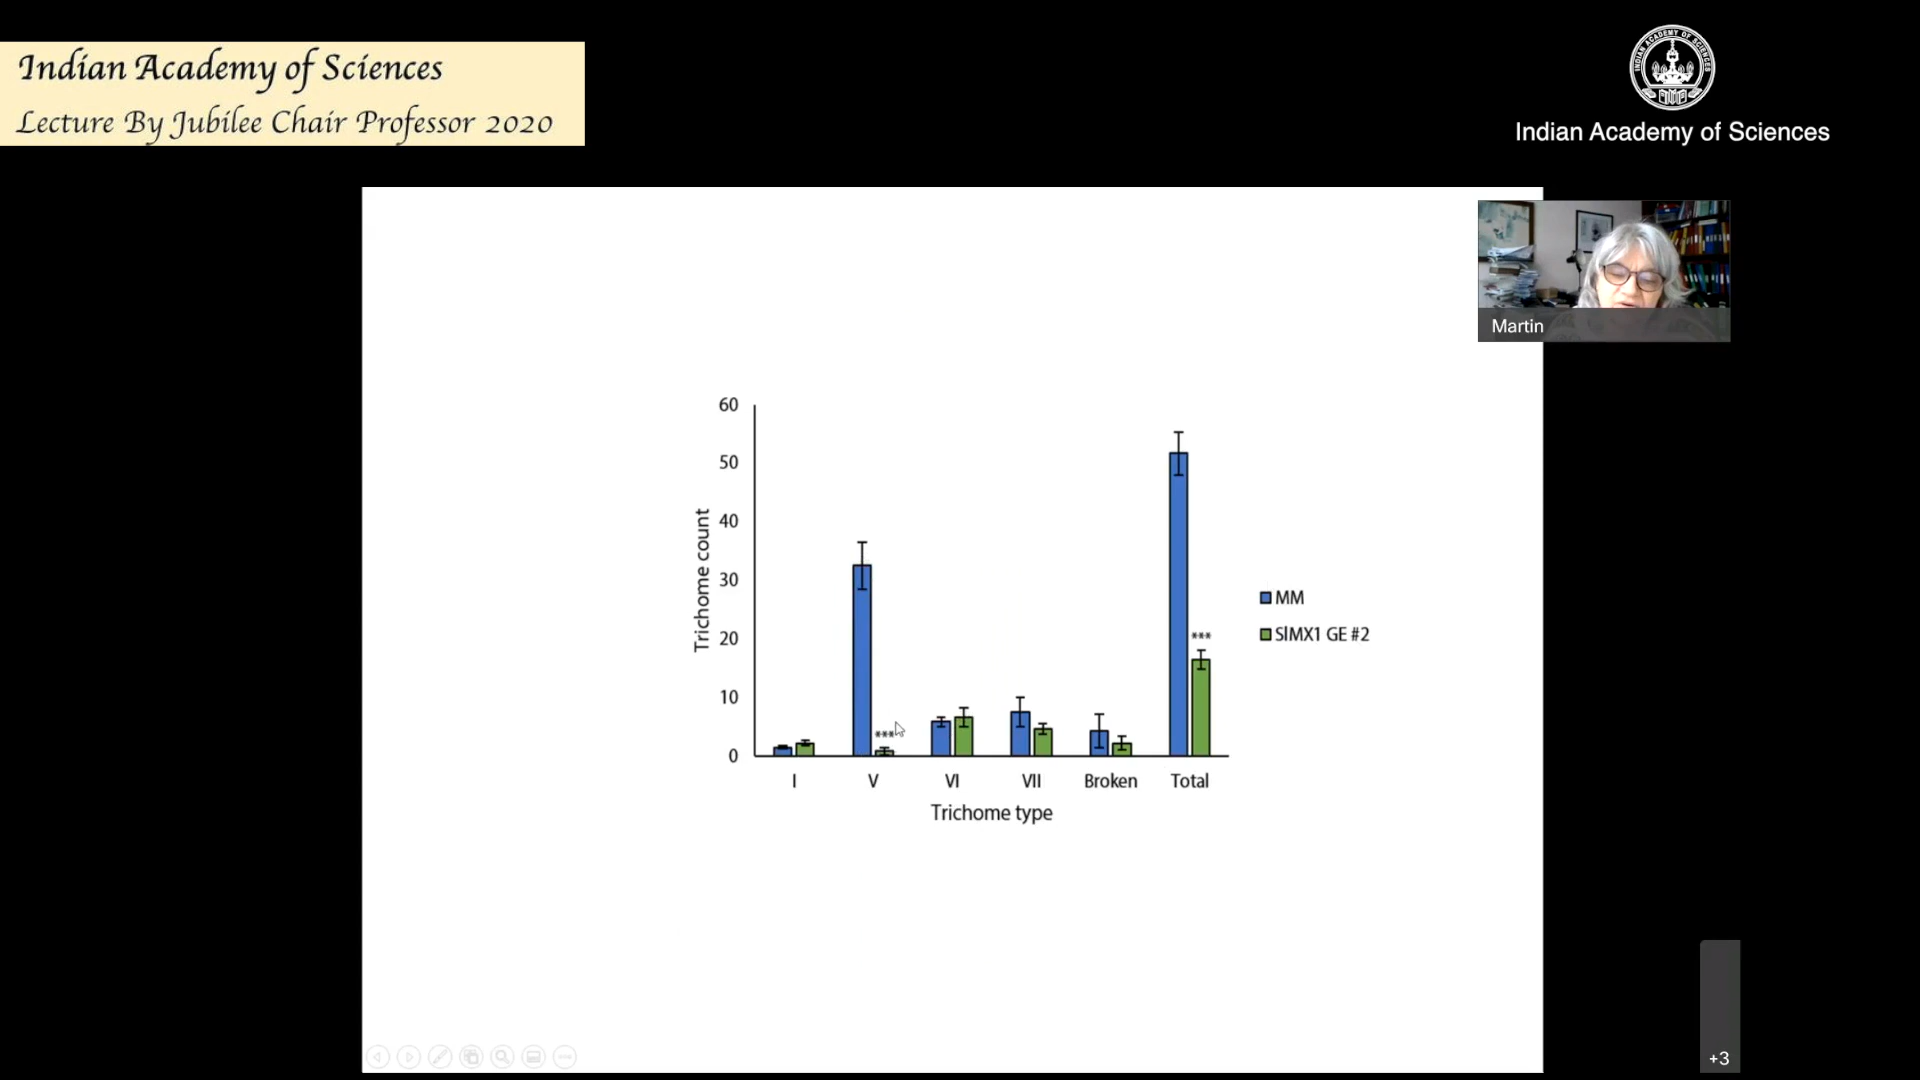 Indian Academy of Sciences
Lecture By Jubilee Chair Professor 2020
Indian Academy of Sciences
Martin
60
50
40
30
20
10
0
Trichome count
***
***
I V VI VII Broken Total
Trichome type
MM
SlMX1 GE #2
+3